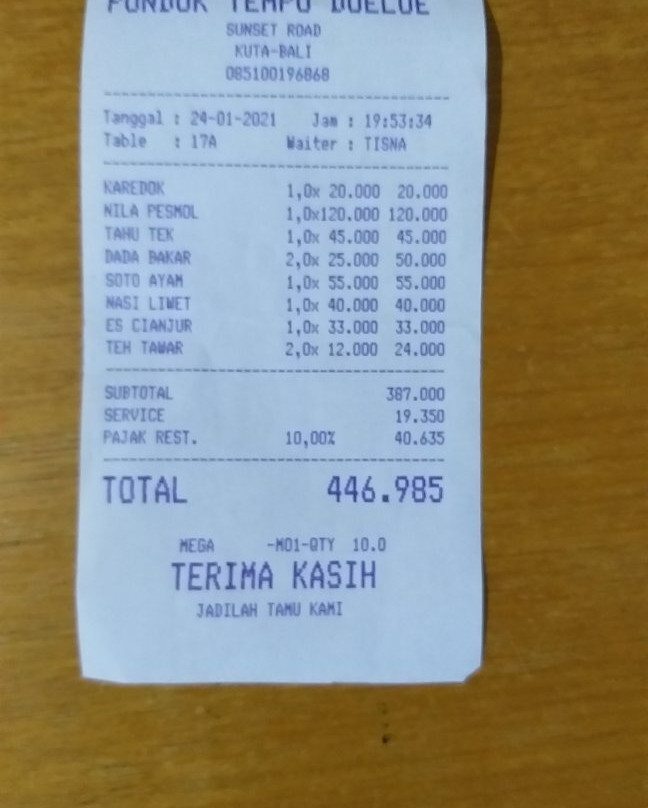 PONDOK TEMPO DOELOE
SUNSET ROAD
KUTA-BALI
085100196868
Tanggal : 24-01-2021 Jam : 19:53:34
Table : 17A Waiter : TISNA
KAREDOK 1,0x 20.000 20.000
NILA PESMOL 1,0x120.000 120.000
TAHU TEK 1,0x 45.000 45.000
DADA BAKAR 2,0x 25.000 50.000
SOTO AYAM 1,0x 55.000 55.000
NASI LIWET 1,0x 40.000 40.000
ES CIANJUR 1,0x 33.000 33.000
TEH TAWAR 2,0x 12.000 24.000
SUBTOTAL 387.000
SERVICE 19.350
PAJAK REST. 10,00% 40.635
TOTAL 446.985
MEGA -M01-QTY 10.0
TERIMA KASIH
JADILAH TAMU KAMI